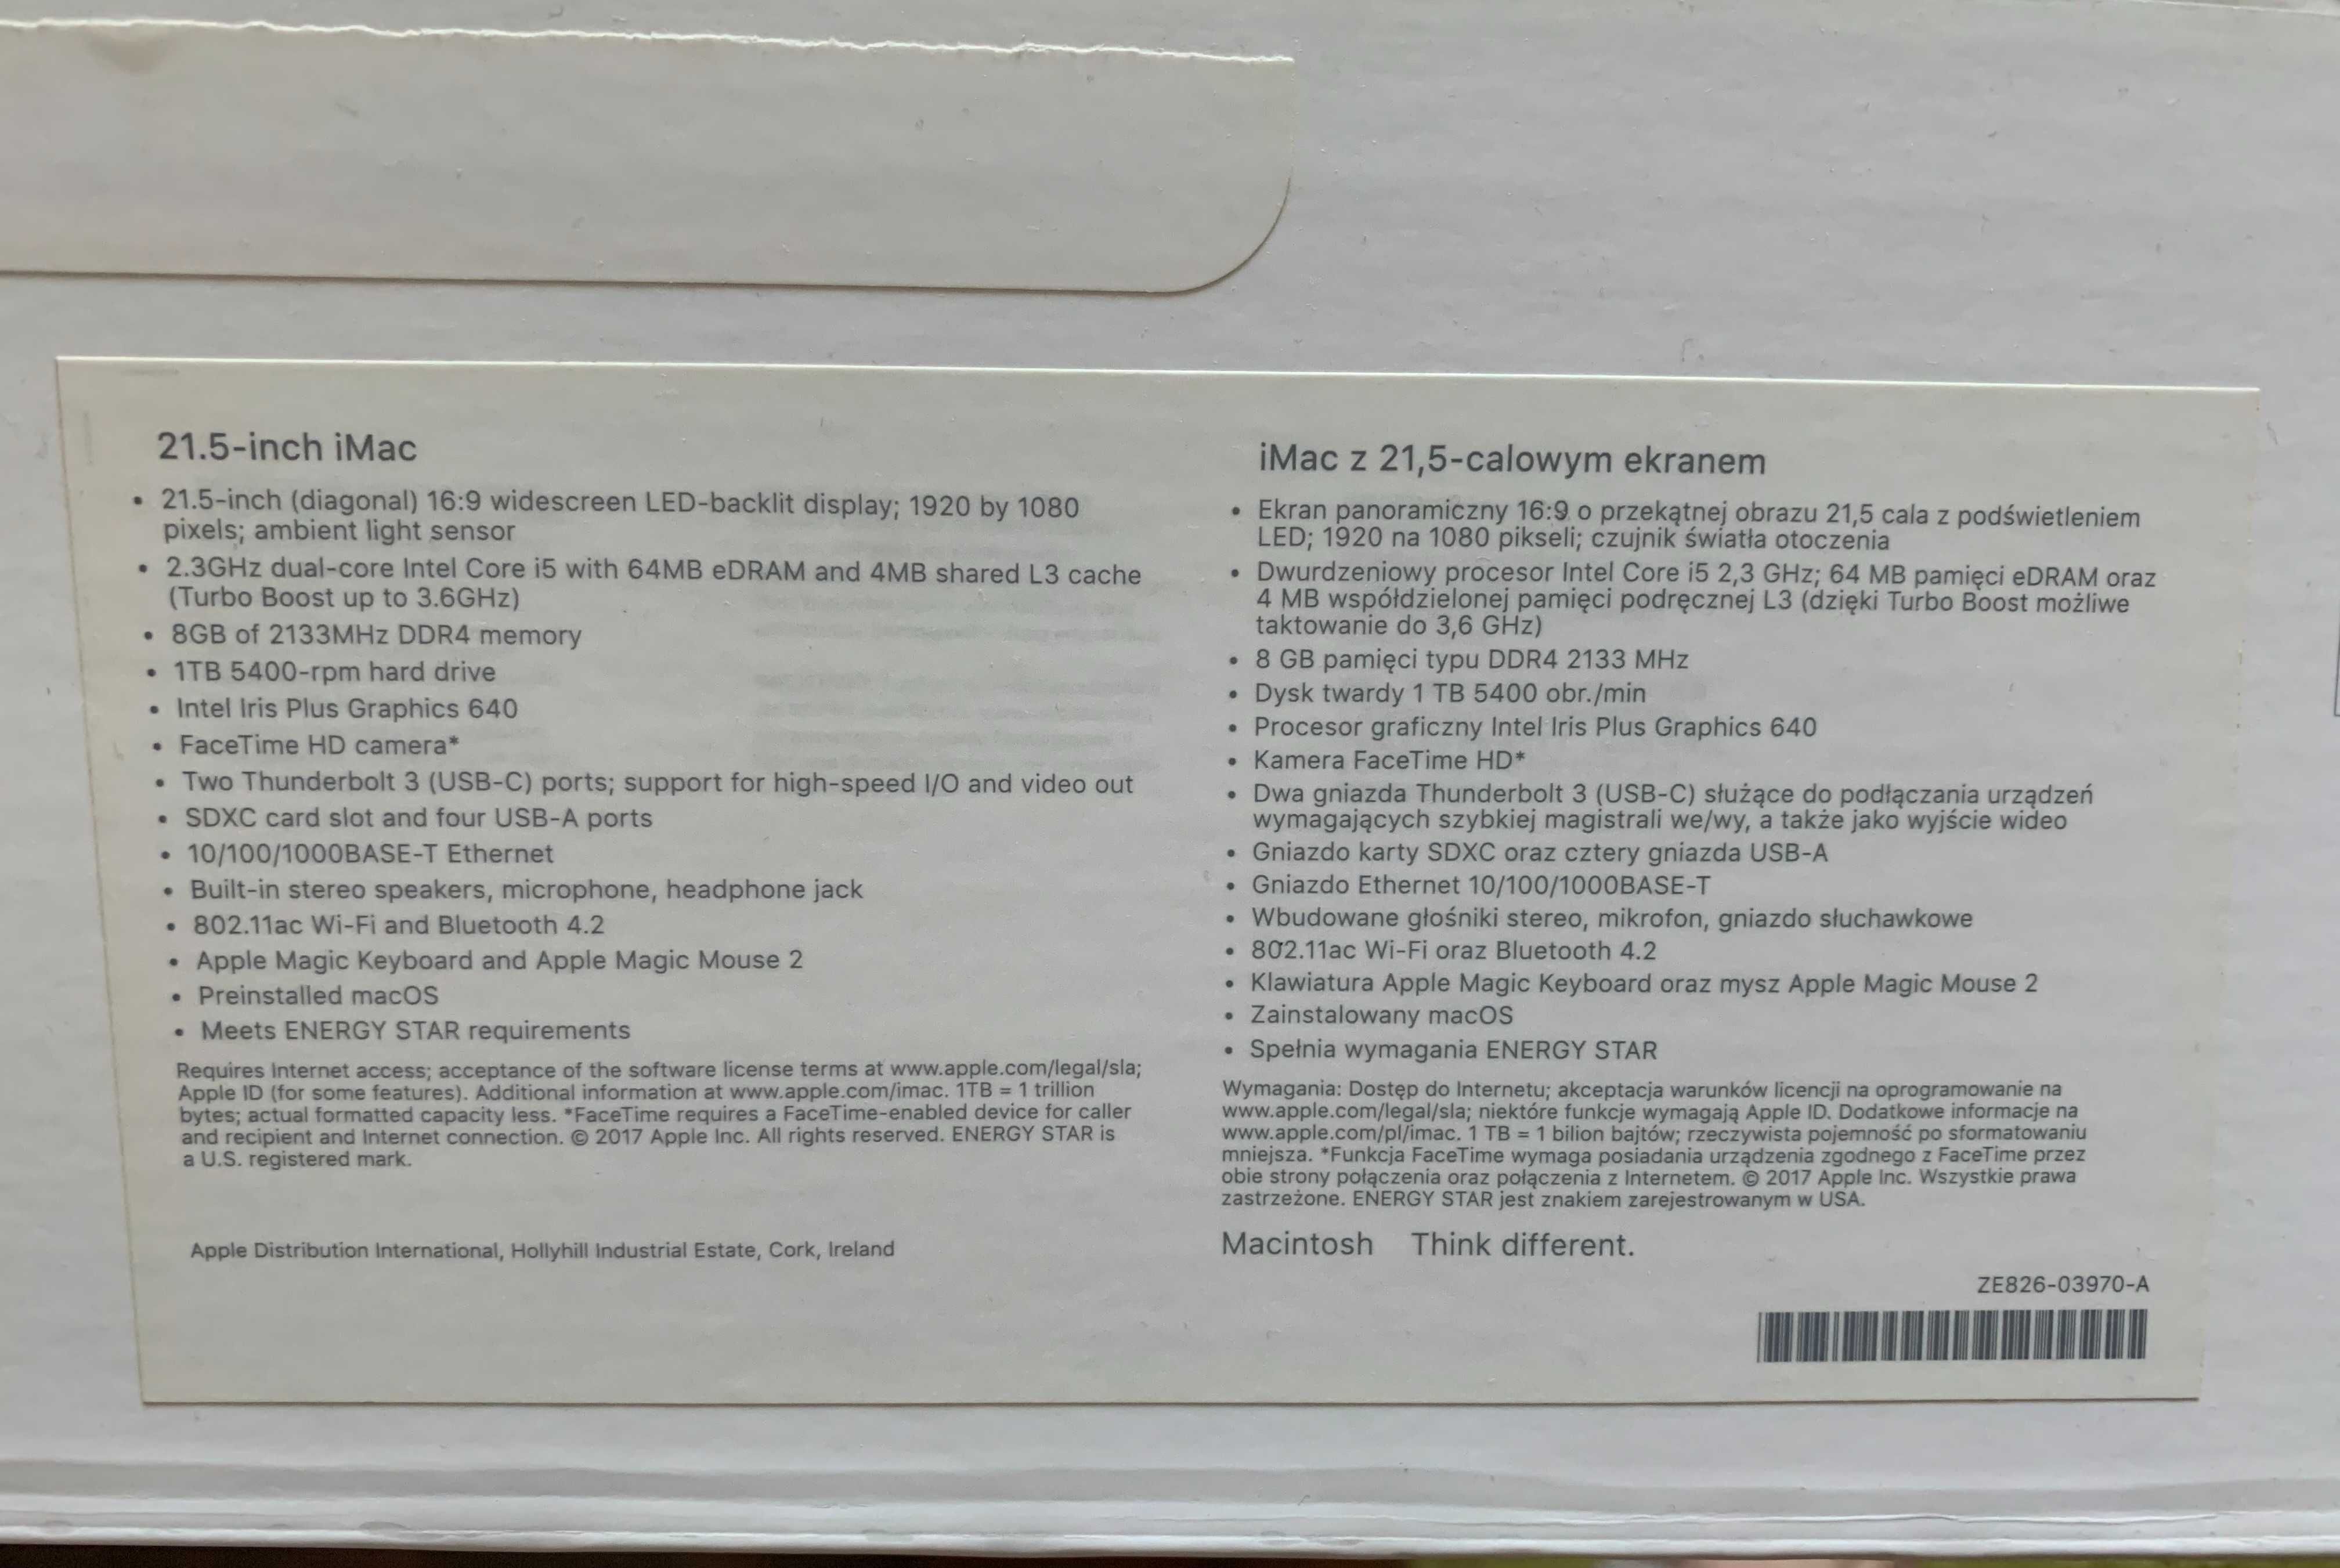 21.5-inch iMac
• 21.5-inch (diagonal) 16:9 widescreen LED-backlit display; 1920 by 1080
pixels; ambient light sensor
• 2.3GHz dual-core Intel Core i5 with 64MB eDRAM and 4MB shared L3 cache
(Turbo Boost up to 3.6GHz)
• 8GB of 2133MHz DDR4 memory
• 1TB 5400-rpm hard drive
• Intel Iris Plus Graphics 640
• FaceTime HD camera*
• Two Thunderbolt 3 (USB-C) ports; support for high-speed I/O and video out
• SDXC card slot and four USB-A ports
• 10/100/1000BASE-T Ethernet
• Built-in stereo speakers, microphone, headphone jack
• 802.11ac Wi-Fi and Bluetooth 4.2
• Apple Magic Keyboard and Apple Magic Mouse 2
• Preinstalled macOS
• Meets ENERGY STAR requirements
Requires Internet access; acceptance of the software license terms at www.apple.com/legal/sla;
Apple ID (for some features). Additional information at www.apple.com/imac. 1TB = 1 trillion
bytes; actual formatted capacity less. *FaceTime requires a FaceTime-enabled device for caller
and recipient and Internet connection. © 2017 Apple Inc. All rights reserved. ENERGY STAR is
a U.S. registered mark.
Apple Distribution International, Hollyhill Industrial Estate, Cork, Ireland
iMac z 21,5-calowym ekranem
• Ekran panoramiczny 16:9 o przekątnej obrazu 21,5 cala z podświetleniem
LED; 1920 na 1080 pikseli; czujnik światła otoczenia
• Dwurdzeniowy procesor Intel Core i5 2,3 GHz; 64 MB pamięci eDRAM oraz
4 MB współdzielonej pamięci podręcznej L3 (dzięki Turbo Boost możliwe
taktowanie do 3,6 GHz)
• 8 GB pamięci typu DDR4 2133 MHz
• Dysk twardy 1 TB 5400 obr./min
• Procesor graficzny Intel Iris Plus Graphics 640
• Kamera FaceTime HD*
• Dwa gniazda Thunderbolt 3 (USB-C) służące do podłączania urządzeń
wymagających szybkiej magistrali we/wy, a także jako wyjście wideo
• Gniazdo karty SDXC oraz cztery gniazda USB-A
• Gniazdo Ethernet 10/100/1000BASE-T
• Wbudowane głośniki stereo, mikrofon, gniazdo słuchawkowe
• 802.11ac Wi-Fi oraz Bluetooth 4.2
• Klawiatura Apple Magic Keyboard oraz mysz Apple Magic Mouse 2
• Zainstalowany macOS
• Spełnia wymagania ENERGY STAR
Wymagania: Dostęp do Internetu; akceptacja warunków licencji na oprogramowanie na
www.apple.com/legal/sla; niektóre funkcje wymagają Apple ID. Dodatkowe informacje na
www.apple.com/pl/imac. 1 TB = 1 bilion bajtów; rzeczywista pojemność po sformatowaniu
mniejsza. *Funkcja FaceTime wymaga posiadania urządzenia zgodnego z FaceTime przez
obie strony połączenia oraz połączenia z Internetem. © 2017 Apple Inc. Wszystkie prawa
zastrzeżone. ENERGY STAR jest znakiem zarejestrowanym w USA.
Macintosh Think different.
ZE826-03970-A